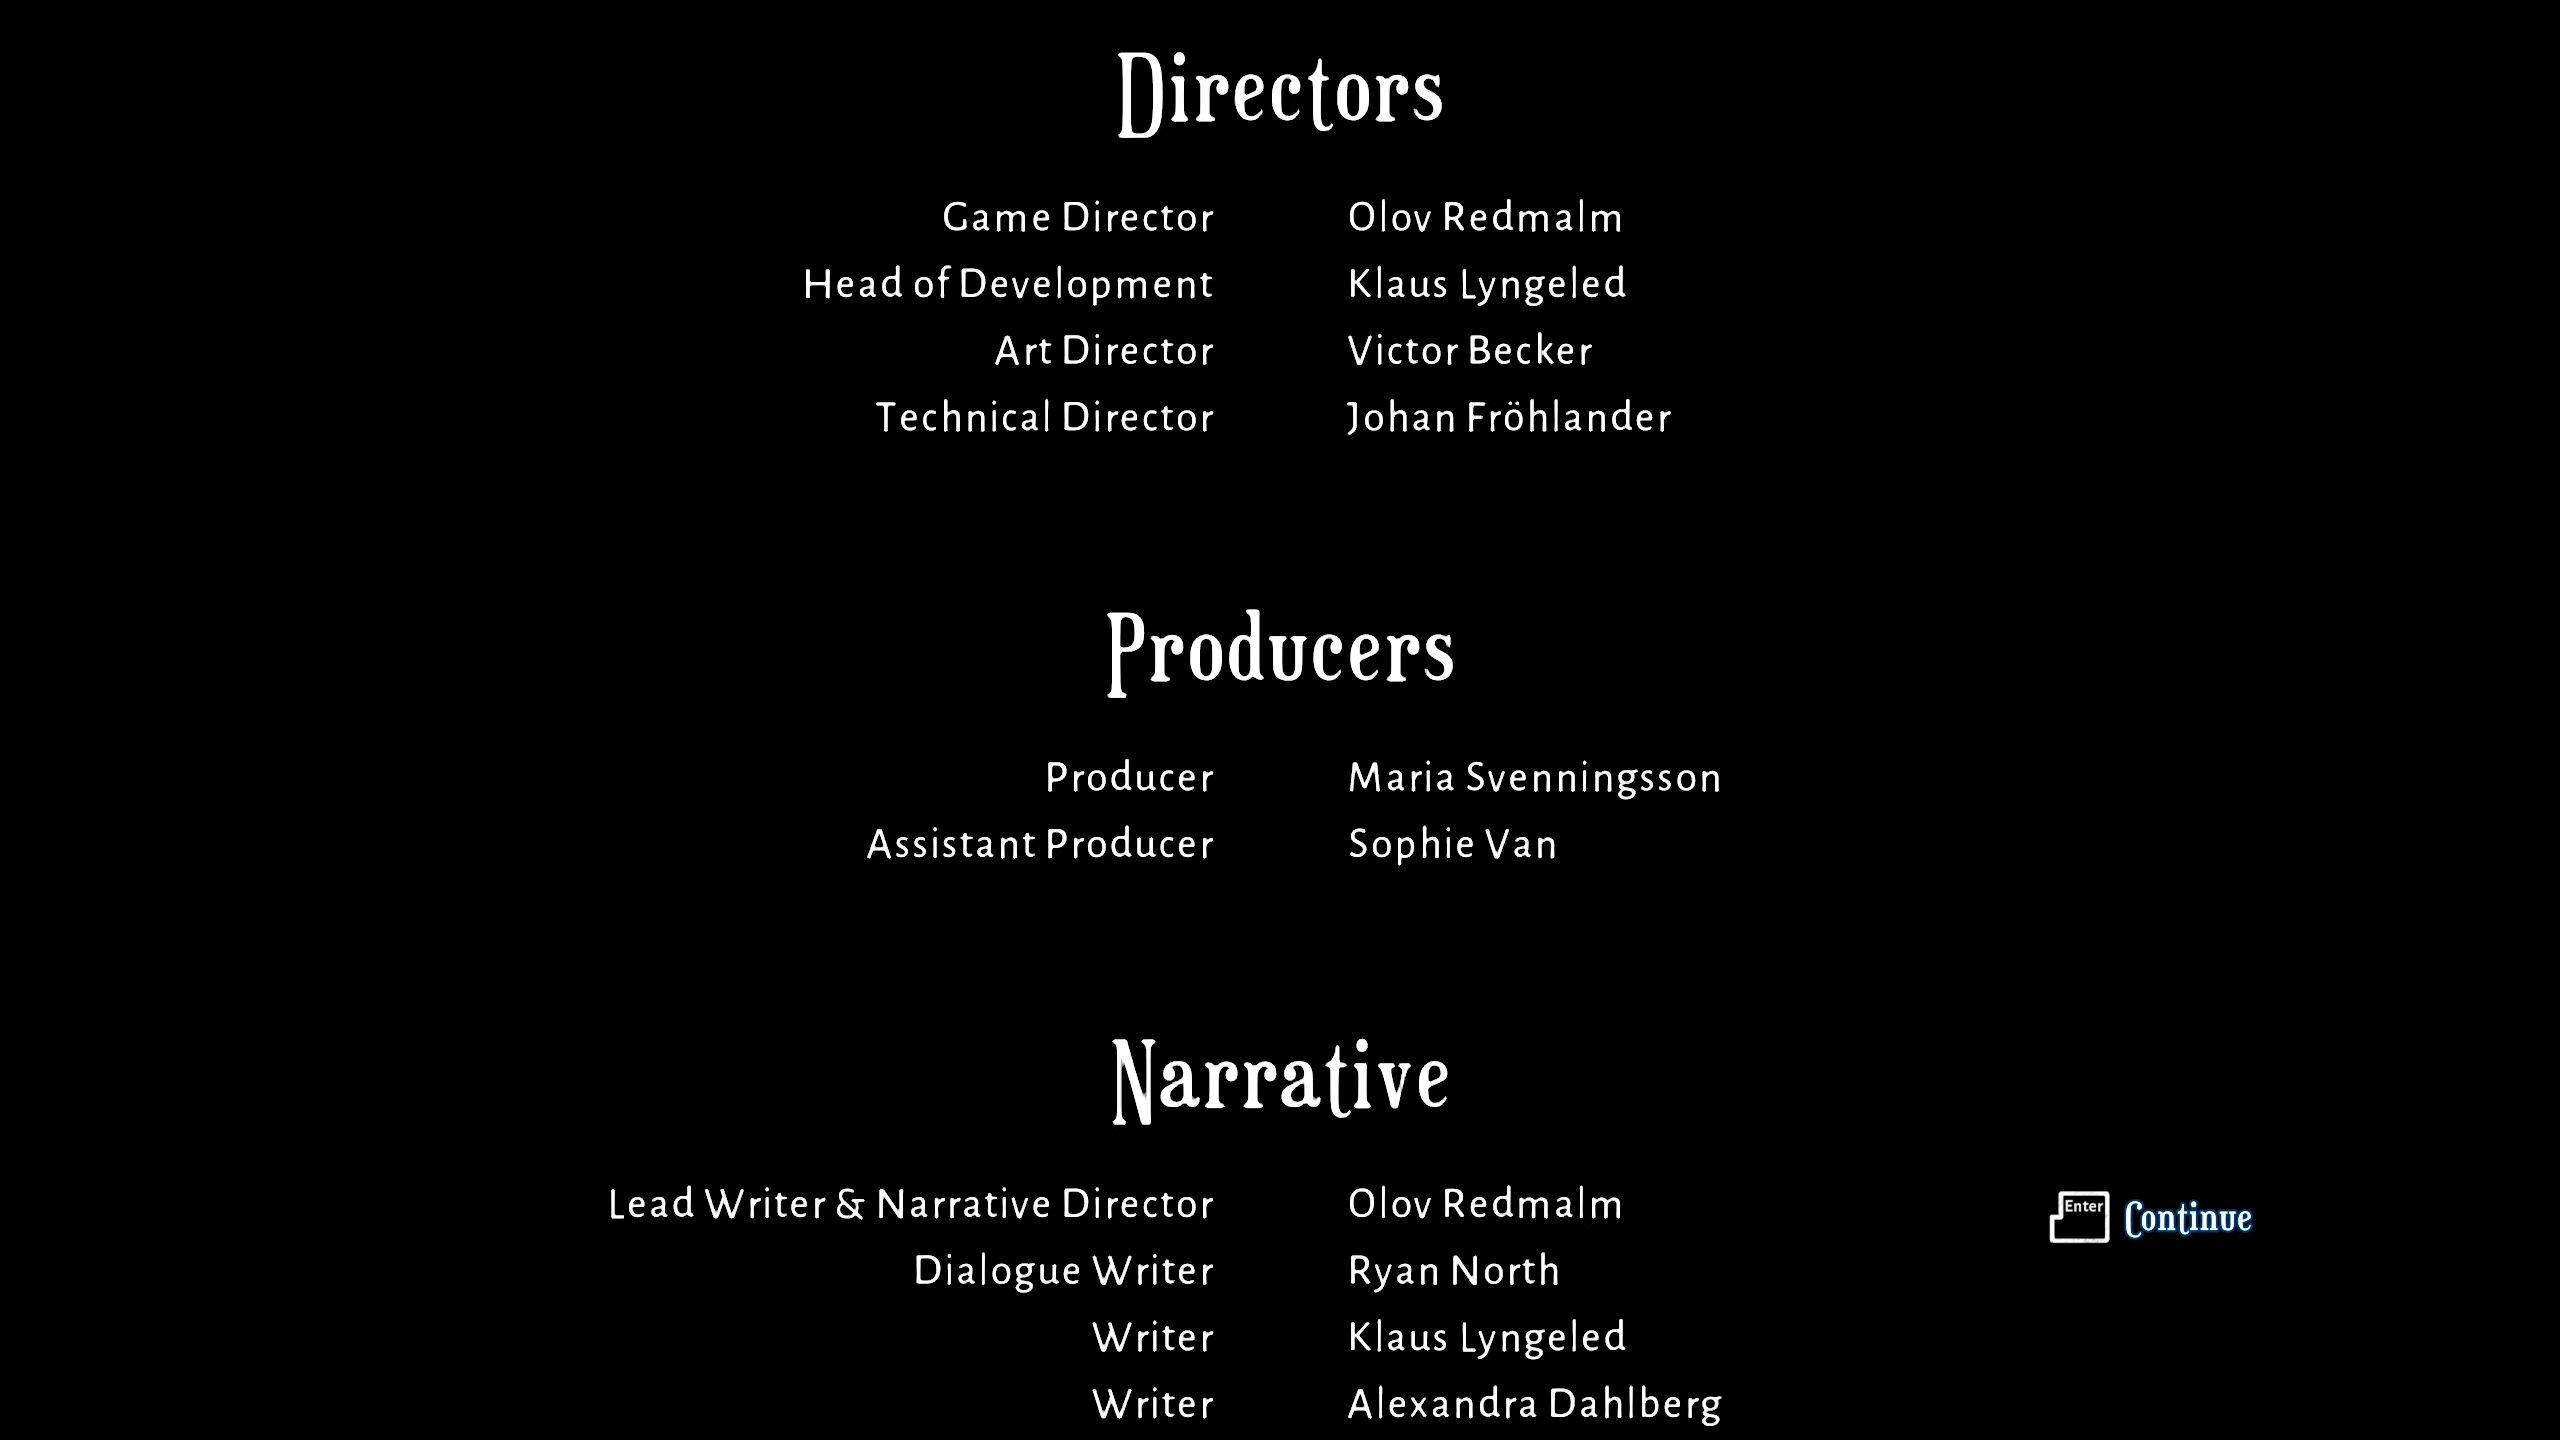 Directors
Game Director Olov Redmalm
Head of Development Klaus Lyngeled
Art Director Victor Becker
Technical Director Johan Fröhlander
Producers
Producer Maria Svenningsson
Assistant Producer Sophie Van
Narrative
Lead Writer & Narrative Director Olov Redmalm
Enter Continue
Dialogue Writer Ryan North
Writer Klaus Lyngeled
Writer Alexandra Dahlberg